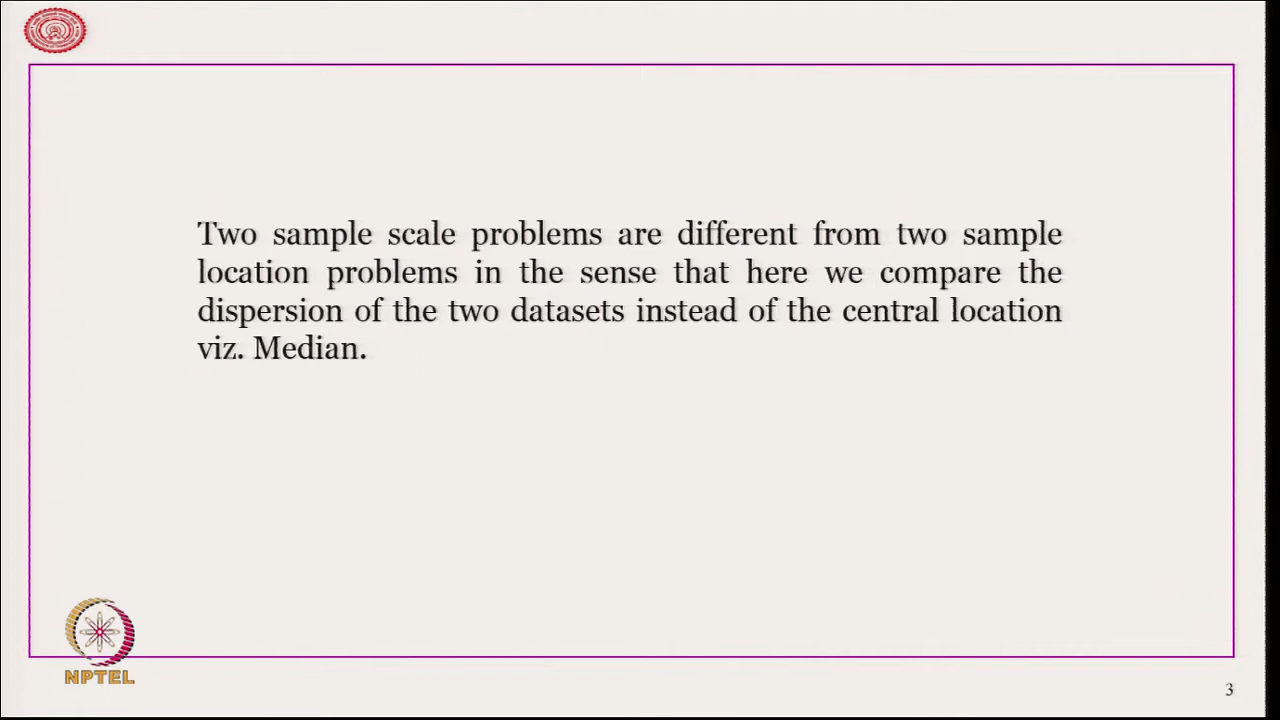 Two sample scale problems are different from two sample
location problems in the sense that here we compare the
dispersion of the two datasets instead of the central location
viz. Median.
NPTEL
3